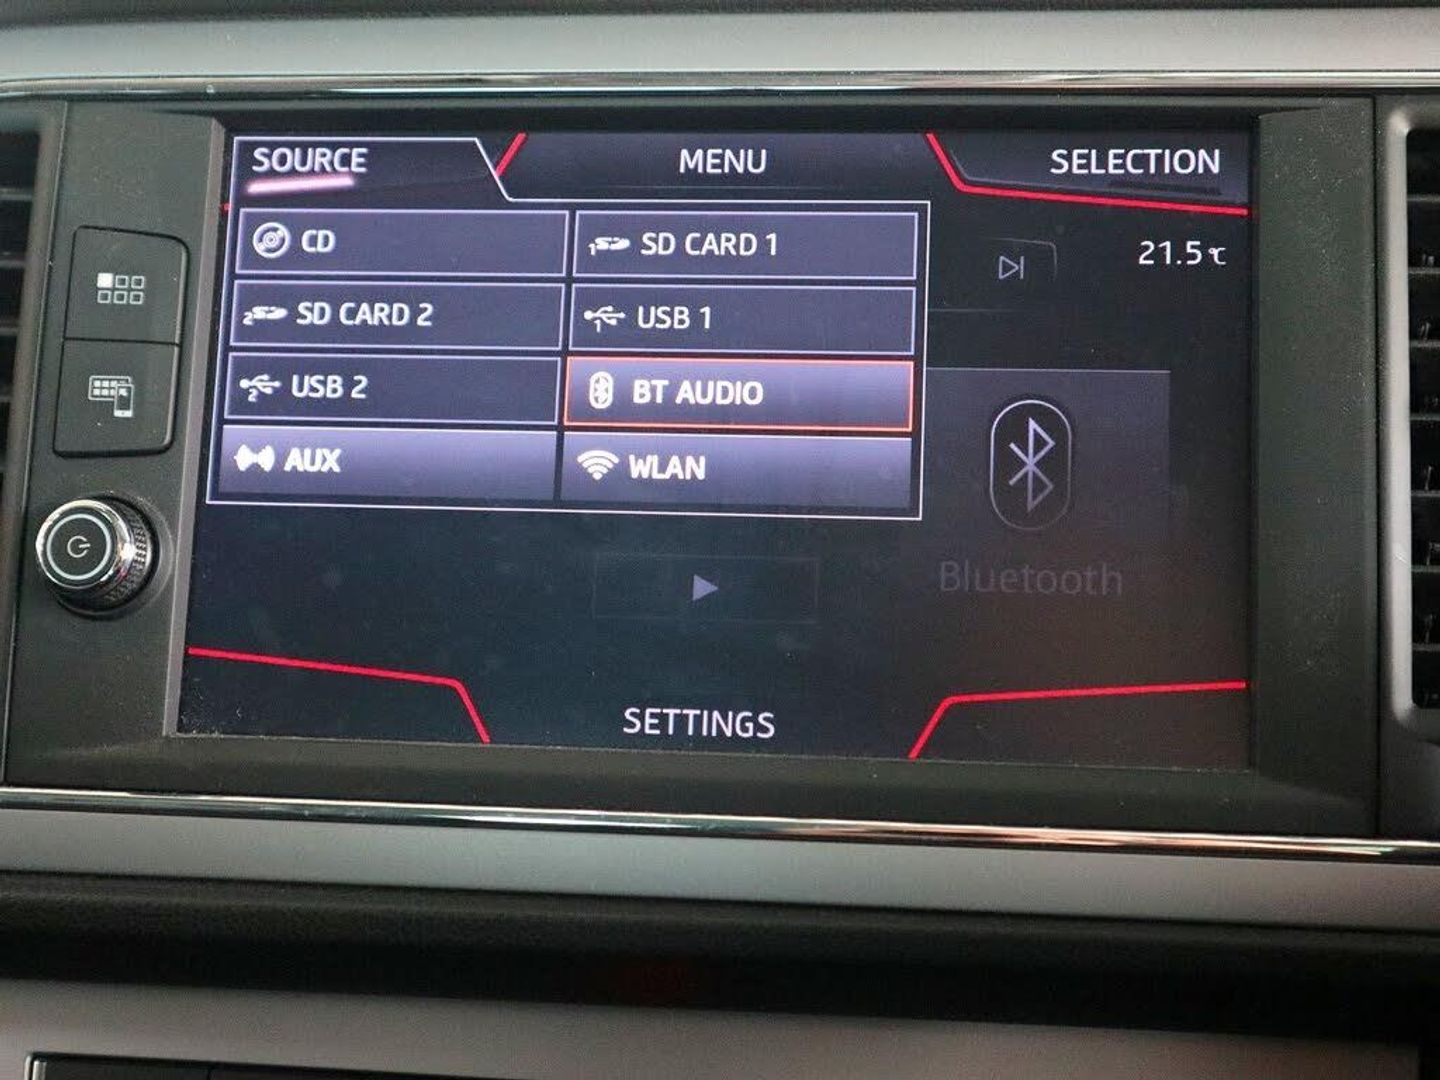 SOURCE MENU SELECTION
CD SD CARD 1 21.5 °C
SD CARD 2 USB 1
USB 2 BT AUDIO
AUX WLAN
Bluetooth
SETTINGS